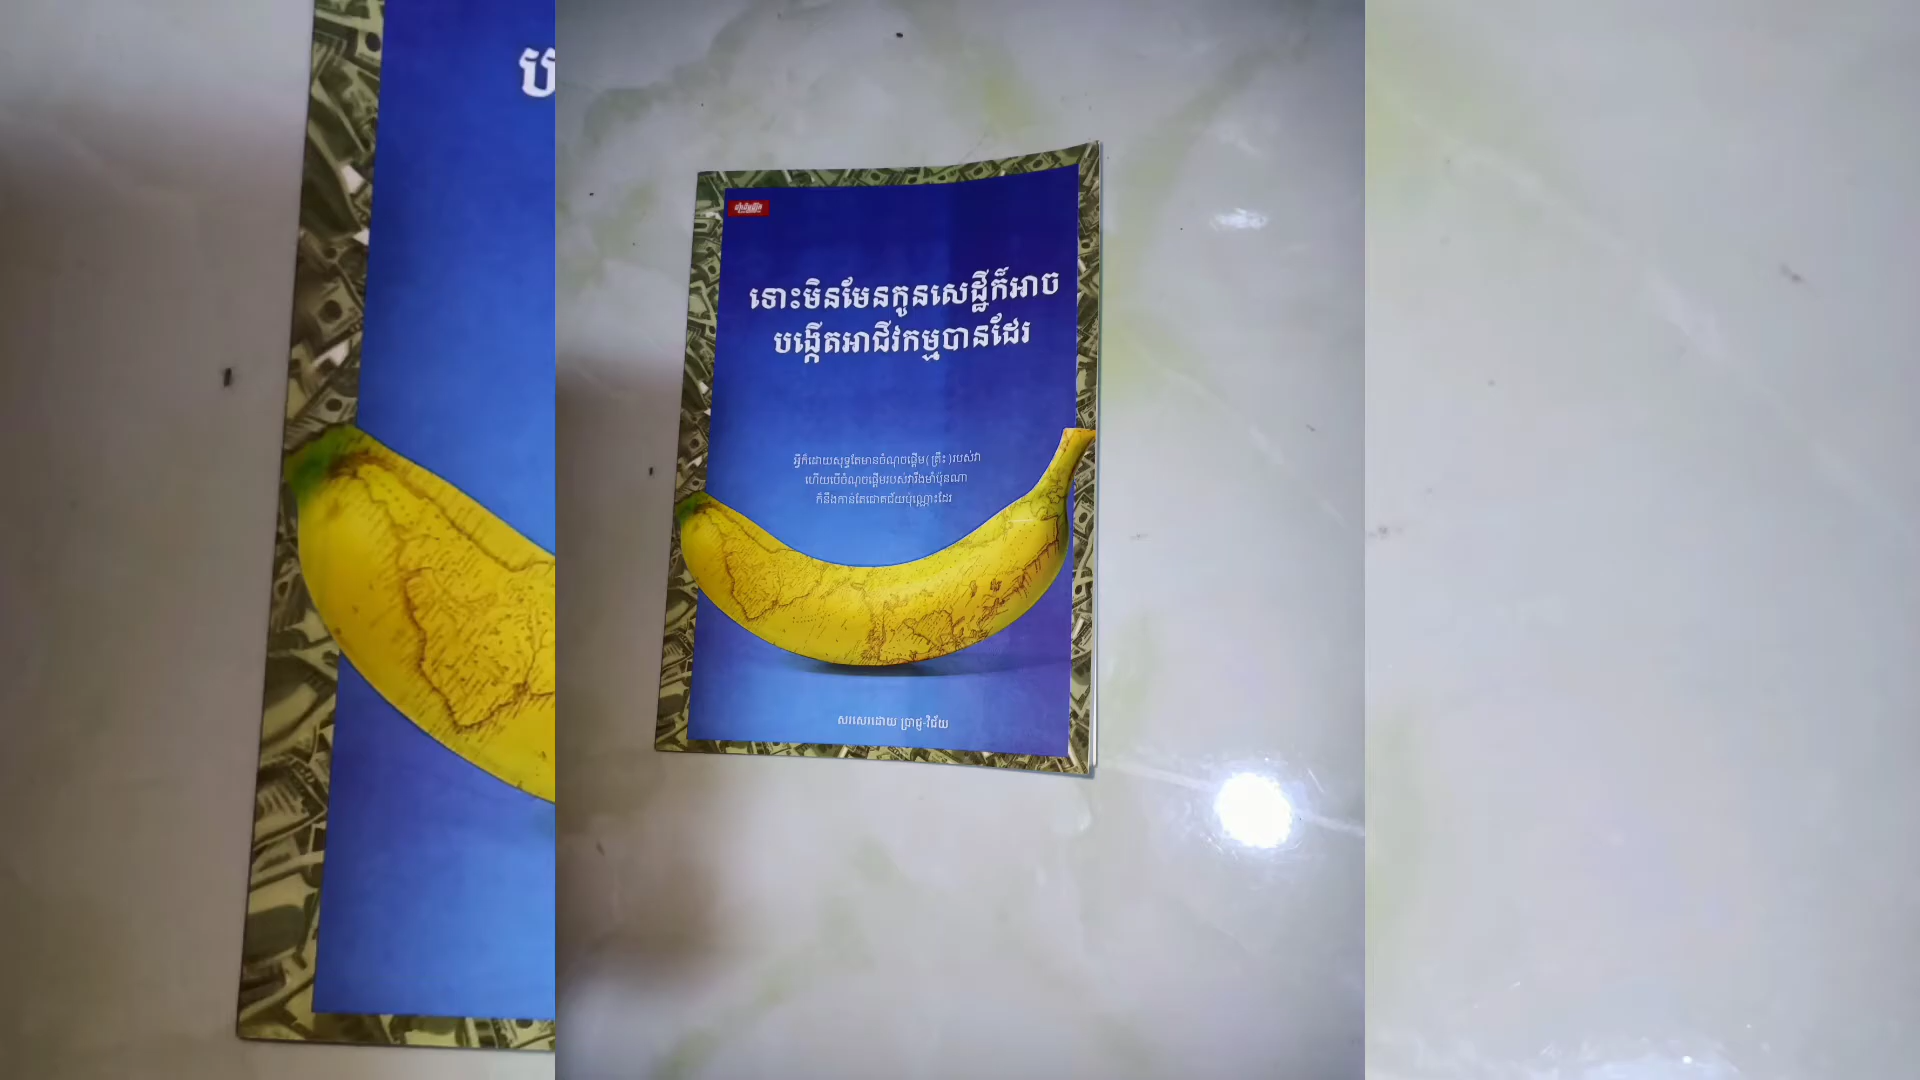 ទោះមិនមែនកូនសេដ្ឋីក៏អាច
បង្កើតអាជីវកម្មបានដែរ
អ្វីក៏ដោយសុទ្ធតែមានចំណុចផ្ដើម(គ្រឹះ)របស់វា
ហើយបើចំណុចផ្ដើមរបស់វារឹងមាំប៉ុនណា
ក៏នឹងកាន់តែជោគជ័យប៉ុណ្ណោះដែរ
សរសេរដោយ ប្រាជ្ញ-វិជ័យ